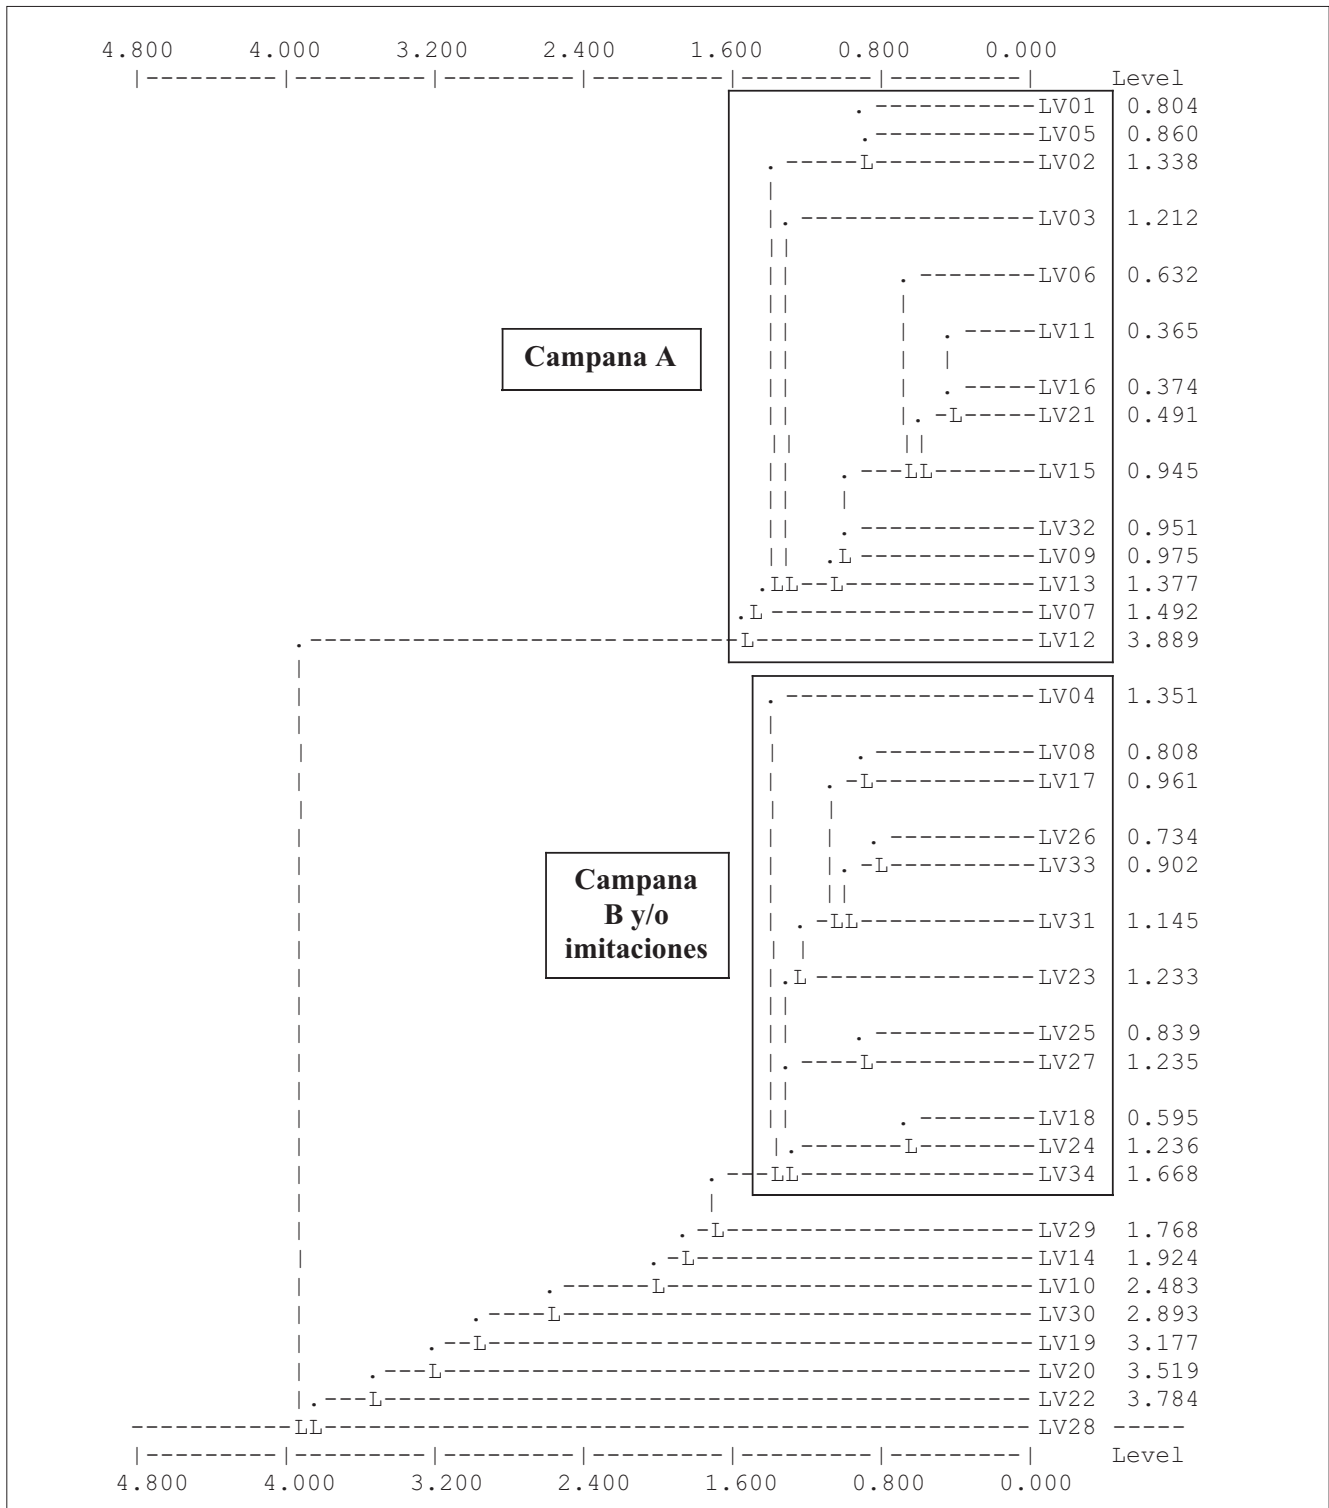 4.800 4.000 3.200 2.400 1.600 0.800 0.000
|---------|---------|---------|---------|---------|---------| Level
. -----------LV01 0.804
. -----------LV05 0.860
. -----L-----------LV02 1.338
|
|. ----------------LV03 1.212
||
|| . --------LV06 0.632
|| |
|| | . -----LV11 0.365
Campana A
|| | |
|| | . -----LV16 0.374
|| |. -L-----LV21 0.491
|| ||
|| . ---LL-------LV15 0.945
|| |
|| . ------------LV32 0.951
|| .L ------------LV09 0.975
.LL--L-------------LV13 1.377
.L ------------------LV07 1.492
. -----------------------------L-------------------LV12 3.889
|
| . -----------------LV04 1.351
| |
| | . -----------LV08 0.808
| | . -L-----------LV17 0.961
| | |
| | | . ----------LV26 0.734
| | |. -L----------LV33 0.902
Campana
B y/o
imitaciones
| | ||
| | . -LL------------LV31 1.145
| | |
| |.L ---------------LV23 1.233
| ||
| || . -----------LV25 0.839
| |. ----L-----------LV27 1.235
| ||
| || . --------LV18 0.595
| |. -------L--------LV24 1.236
| . ---LL----------------LV34 1.668
| |
| . -L---------------------LV29 1.768
| . -L-----------------------LV14 1.924
| . ------L-------------------------LV10 2.483
| . ----L--------------------------------LV30 2.893
| . --L-------------------------------------LV19 3.177
| . ---L----------------------------------------LV20 3.519
|. ---L--------------------------------------------LV22 3.784
-----------LL------------------------------------------------LV28 -----
|---------|---------|---------|---------|---------|---------| Level
4.800 4.000 3.200 2.400 1.600 0.800 0.000